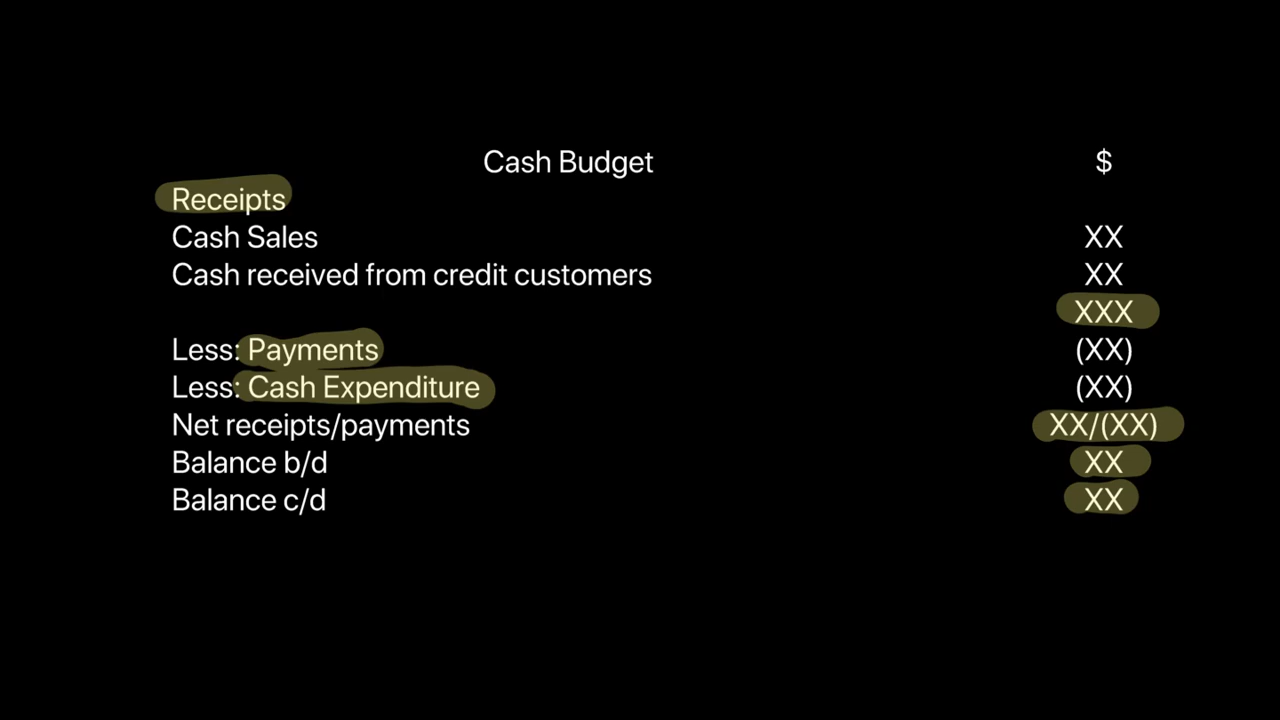 Cash Budget $
Receipts
Cash Sales XX
Cash received from credit customers XX
XXX
Less: Payments (XX)
Less: Cash Expenditure (XX)
Net receipts/payments XX/(XX)
Balance b/d XX
Balance c/d XX